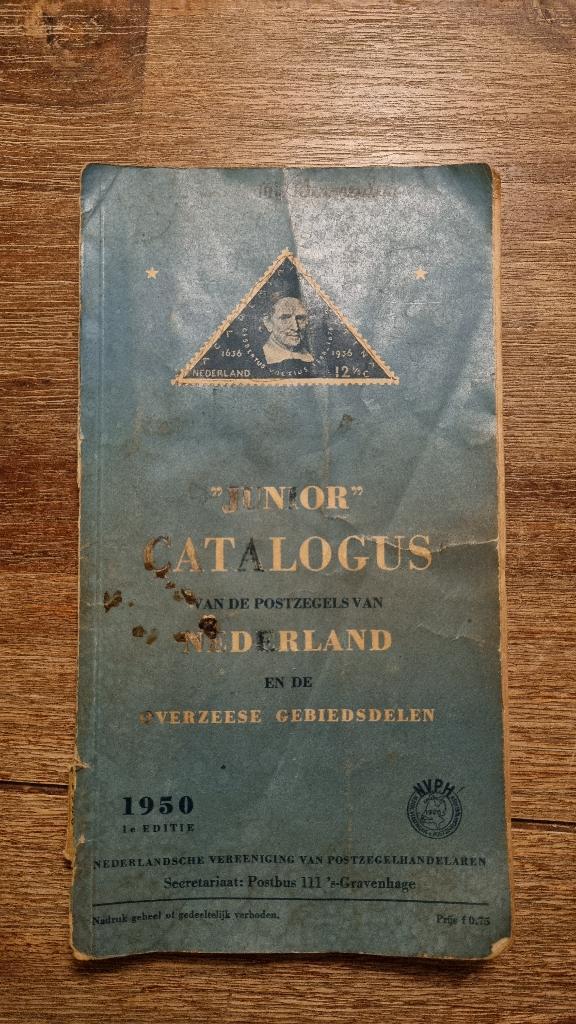 1636
1936
NEDERLAND
12½ C
"JUNIOR"
CATALOGUS
VAN DE POSTZEGELS VAN
NEDERLAND
EN DE
OVERZEESE GEBIEDSDELEN
1950
1e EDITIE
N.V.P.H.
NEDERLANDSCHE VEREENIGING VAN POSTZEGELHANDELAREN
Secretariaat: Postbus 111 's-Gravenhage
Nadruk geheel of gedeeltelijk verboden.
Prijs f 0.75